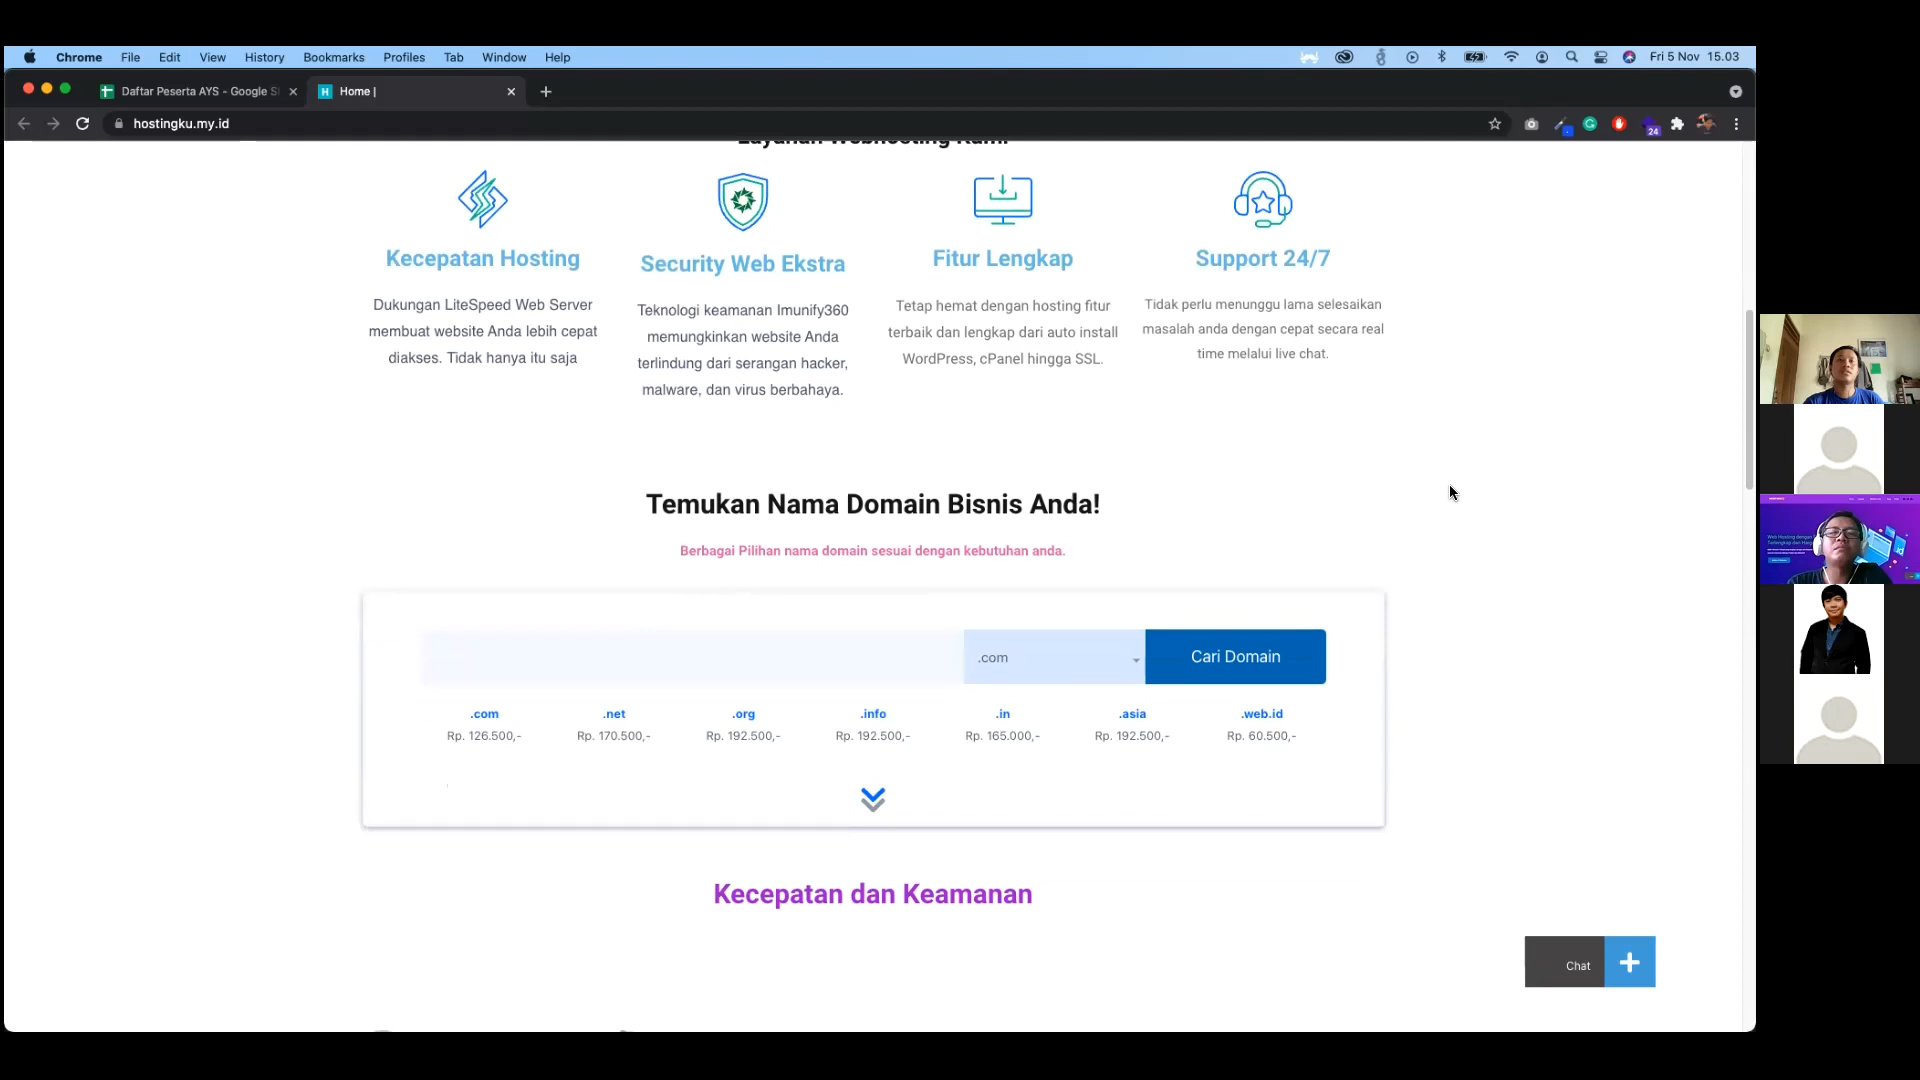 Chrome File Edit View History Bookmarks Profiles Tab Window Help
Fri 5 Nov 15.03
Daftar Peserta AYS - Google S
Home |
hostingku.my.id
24
Layanan Webhosting Kami
Kecepatan Hosting
Dukungan LiteSpeed Web Server
membuat website Anda lebih cepat
diakses. Tidak hanya itu saja
Security Web Ekstra
Teknologi keamanan Imunify360
memungkinkan website Anda
terlindung dari serangan hacker,
malware, dan virus berbahaya.
Fitur Lengkap
Tetap hemat dengan hosting fitur
terbaik dan lengkap dari auto install
WordPress, cPanel hingga SSL.
Support 24/7
Tidak perlu menunggu lama selesaikan
masalah anda dengan cepat secara real
time melalui live chat.
Temukan Nama Domain Bisnis Anda!
Berbagai Pilihan nama domain sesuai dengan kebutuhan anda.
.com
Cari Domain
.com .net .org .info .in .asia .web.id
Rp. 126.500,- Rp. 170.500,- Rp. 192.500,- Rp. 192.500,- Rp. 165.000,- Rp. 192.500,- Rp. 60.500,-
Kecepatan dan Keamanan
Chat